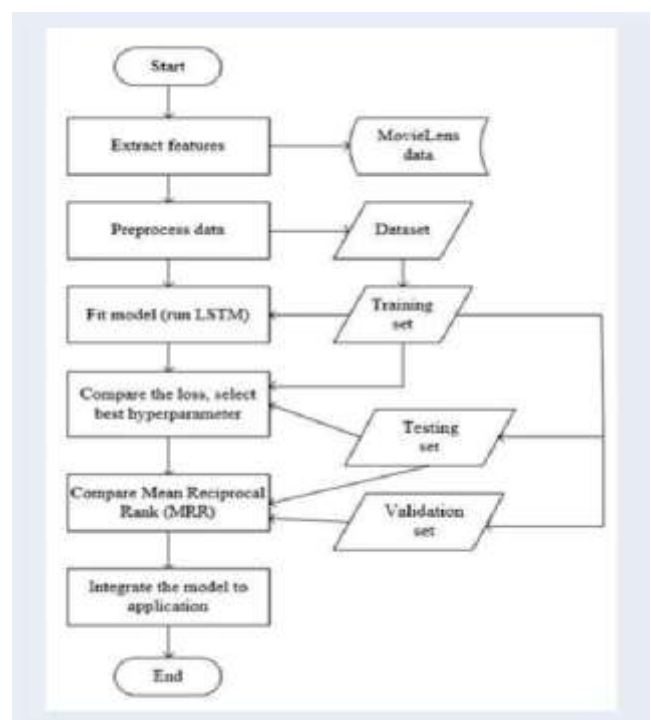 Start
Extract features
MovieLens
data
Preprocess data
Dataset
Fit model (run LSTM)
Training
set
Compare the loss, select
best hyperparameter
Testing
set
Compare Mean Reciprocal
Rank (MRR)
Validation
set
Integrate the model to
application
End